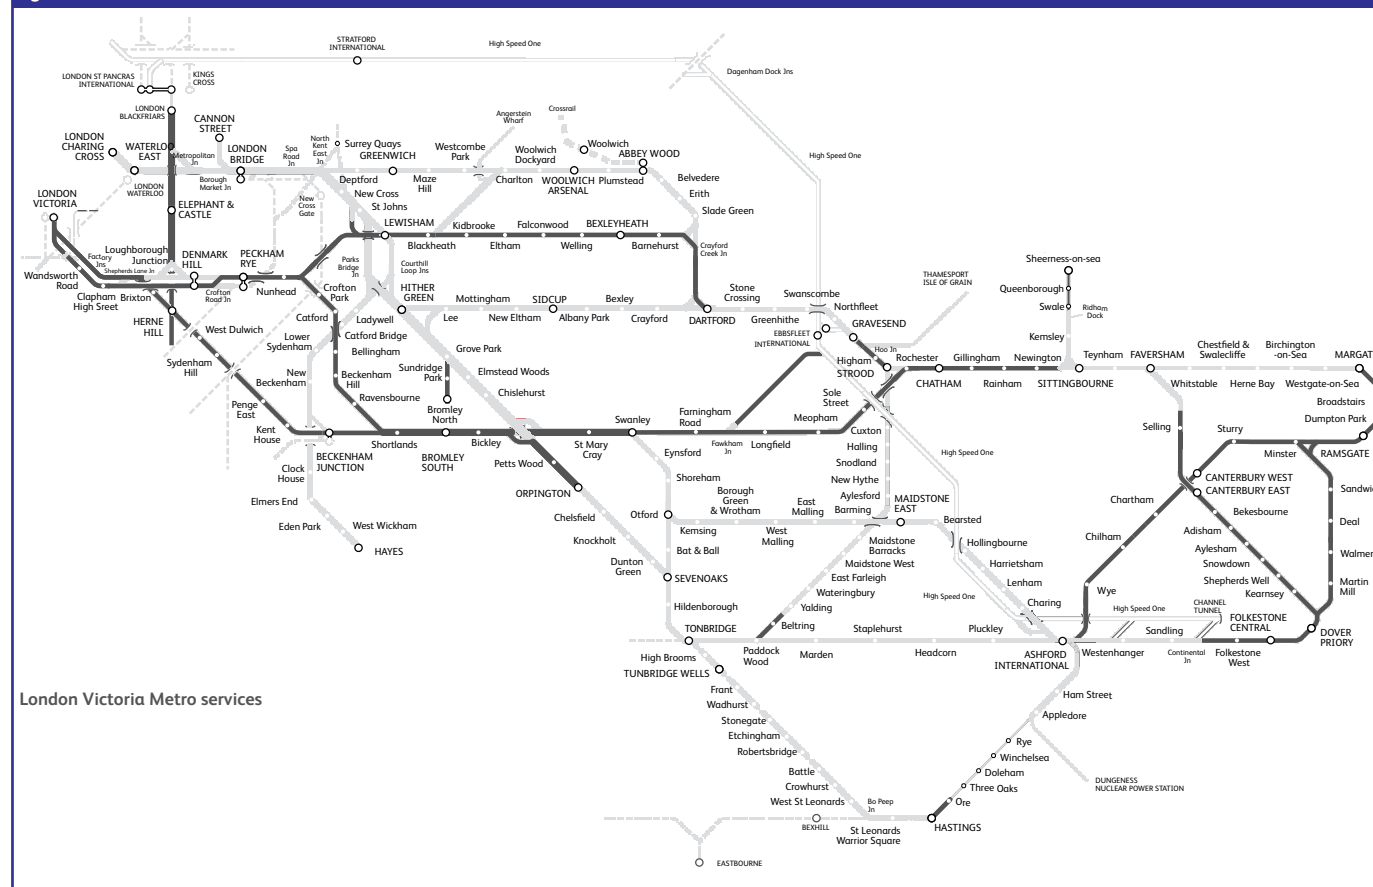 STRATFORD
INTERNATIONAL
High Speed One
Dagenham Dock Jns
LONDON ST PANCRAS
INTERNATIONAL
KINGS
CROSS
LONDON
BLACKFRIARS
CANNON
STREET
Angerstein
Wharf
Crossrail
LONDON
CHARING
CROSS
WATERLOO
EAST
Metropolitan
Jn
LONDON
BRIDGE
Spa
Road
Jn
North
Kent
East
Jn
Surrey Quays
GREENWICH
Westcombe
Park
Woolwich
Dockyard
Woolwich
ABBEY WOOD
High Speed One
LONDON
WATERLOO
Borough
Market Jn
Deptford
Maze
Hill
Charlton
WOOLWICH
ARSENAL
Plumstead
Belvedere
Erith
Slade Green
LONDON
VICTORIA
ELEPHANT &
CASTLE
New
Cross
Gate
New Cross
St Johns
LEWISHAM
Kidbrooke
Falconwood
BEXLEYHEATH
Blackheath
Eltham
Welling
Barnehurst
Crayford
Creek Jn
Loughborough
Junction
Factory
Jns
Shepherds Lane Jn
DENMARK
HILL
PECKHAM
RYE
Parks
Bridge
Jn
Courthill
Loop Jns
Wandsworth
Road
Clapham
High Sreet
Brixton
Crofton
Road Jn
Nunhead
Crofton
Park
HITHER
GREEN
Mottingham
SIDCUP
Bexley
Stone
Crossing
Swanscombe
Northfleet
THAMESPORT
ISLE OF GRAIN
Sheerness-on-sea
Queenborough
Swale
Ridham
Dock
Kemsley
HERNE
HILL
West Dulwich
Catford
Ladywell
Catford Bridge
Lee
New Eltham
Albany Park
Crayford
DARTFORD
Greenhithe
EBBSFLEET
INTERNATIONAL
GRAVESEND
Hoo Jn
Higham
STROOD
Rochester
Gillingham
Newington
Teynham
FAVERSHAM
Chestfield &
Swalecliffe
Birchington
-on-Sea
MARGAT
Sydenham
Hill
Lower
Sydenham
Bellingham
Grove Park
Sundridge
Park
Elmstead Woods
CHATHAM
Rainham
SITTINGBOURNE
Whitstable
Herne Bay
Westgate-on-Sea
New
Beckenham
Beckenham
Hill
Ravensbourne
Chislehurst
Sole
Street
Broadstairs
Dumpton Park
Penge
East
Bromley
North
Swanley
Farningham
Road
Meopham
Kent
House
Shortlands
Bickley
St Mary
Cray
Fawkham
Jn
Longfield
Cuxton
Selling
Sturry
Minster
RAMSGATE
BECKENHAM
JUNCTION
BROMLEY
SOUTH
Petts Wood
Eynsford
Halling
Snodland
High Speed One
Clock
House
ORPINGTON
Shoreham
New Hythe
CANTERBURY WEST
CANTERBURY EAST
Sandwi
Elmers End
Otford
Borough
Green
& Wrotham
East
Malling
Aylesford
Barming
MAIDSTONE
EAST
Chartham
Bekesbourne
Eden Park
West Wickham
HAYES
Chelsfield
Knockholt
Kemsing
West
Malling
Bearsted
Hollingbourne
Chilham
Adisham
Aylesham
Deal
Bat & Ball
Maidstone
Barracks
Maidstone West
Harrietsham
Snowdown
Walmer
Dunton
Green
SEVENOAKS
East Farleigh
Wateringbury
Lenham
Shepherds Well
Kearnsey
Martin
Mill
High Speed One
Wye
Hildenborough
Yalding
Beltring
Charing
High Speed One
CHANNEL
TUNNEL
FOLKESTONE
CENTRAL
TONBRIDGE
Staplehurst
Pluckley
Sandling
DOVER
PRIORY
High Brooms
Paddock
Wood
Marden
Headcorn
ASHFORD
INTERNATIONAL
Westenhanger
Continental
Jn
Folkestone
West
TUNBRIDGE WELLS
London Victoria Metro services
Frant
Wadhurst
Ham Street
Stonegate
Appledore
Etchingham
Robertsbridge
Rye
Winchelsea
Battle
Doleham
DUNGENESS
NUCLEAR POWER STATION
Crowhurst
Three Oaks
West St Leonards
Bo Peep
Jn
Ore
BEXHILL
St Leonards
Warrior Square
HASTINGS
EASTBOURNE